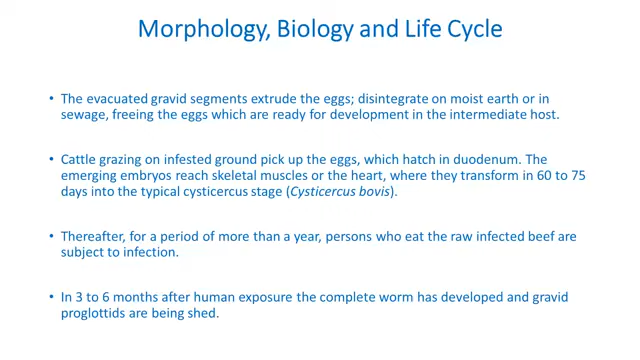 Morphology, Biology and Life Cycle
• The evacuated gravid segments extrude the eggs; disintegrate on moist earth or in
sewage, freeing the eggs which are ready for development in the intermediate host.
• Cattle grazing on infested ground pick up the eggs, which hatch in duodenum. The
emerging embryos reach skeletal muscles or the heart, where they transform in 60 to 75
days into the typical cysticercus stage (Cysticercus bovis).
• Thereafter, for a period of more than a year, persons who eat the raw infected beef are
subject to infection.
• In 3 to 6 months after human exposure the complete worm has developed and gravid
proglottids are being shed.